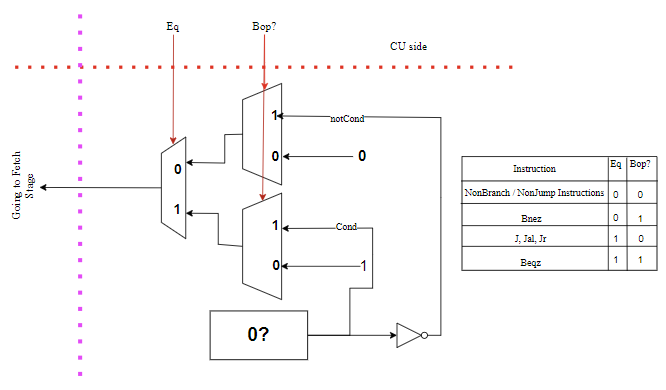 Eq
Bop?
CU side
1
notCond
0
0
0
1
1
Cond
0
1
0?
Going to Fetch
Stage
Instruction Eq Bop?
NonBranch / NonJump Instructions 0 0
Bnez 0 1
J, Jal, Jr 1 0
Beqz 1 1